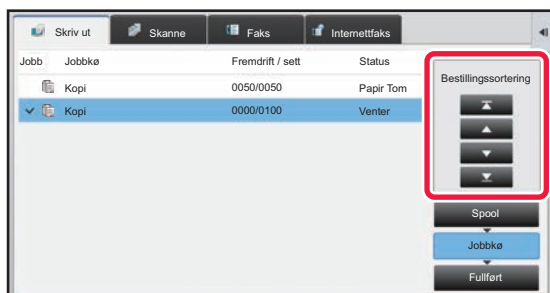 Skriv ut Skanne Faks Internettfaks
Jobb Jobbkø Fremdrift / sett Status
Kopi 0050/0050 Papir Tom
Kopi 0000/0100 Venter
Bestillingssortering
Spool
Jobbkø
Fullført